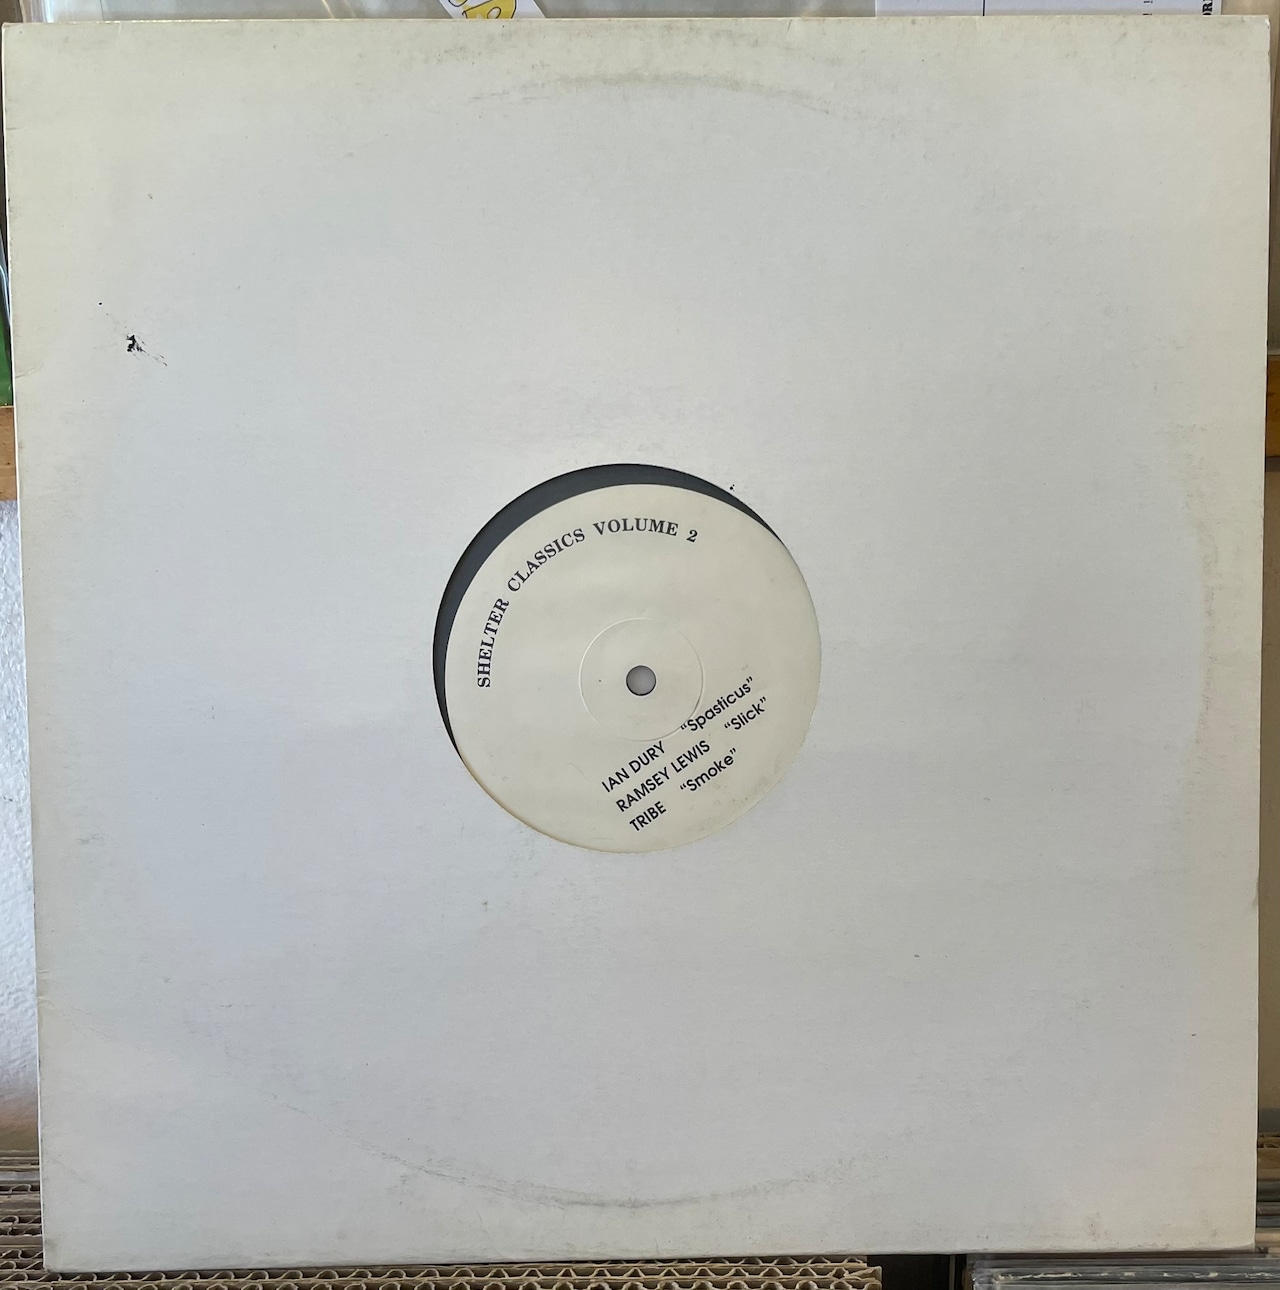 SHELTER CLASSICS VOLUME 2
IAN DURY “Spasticus”
RAMSEY LEWIS “Slick”
TRIBE “Smoke”